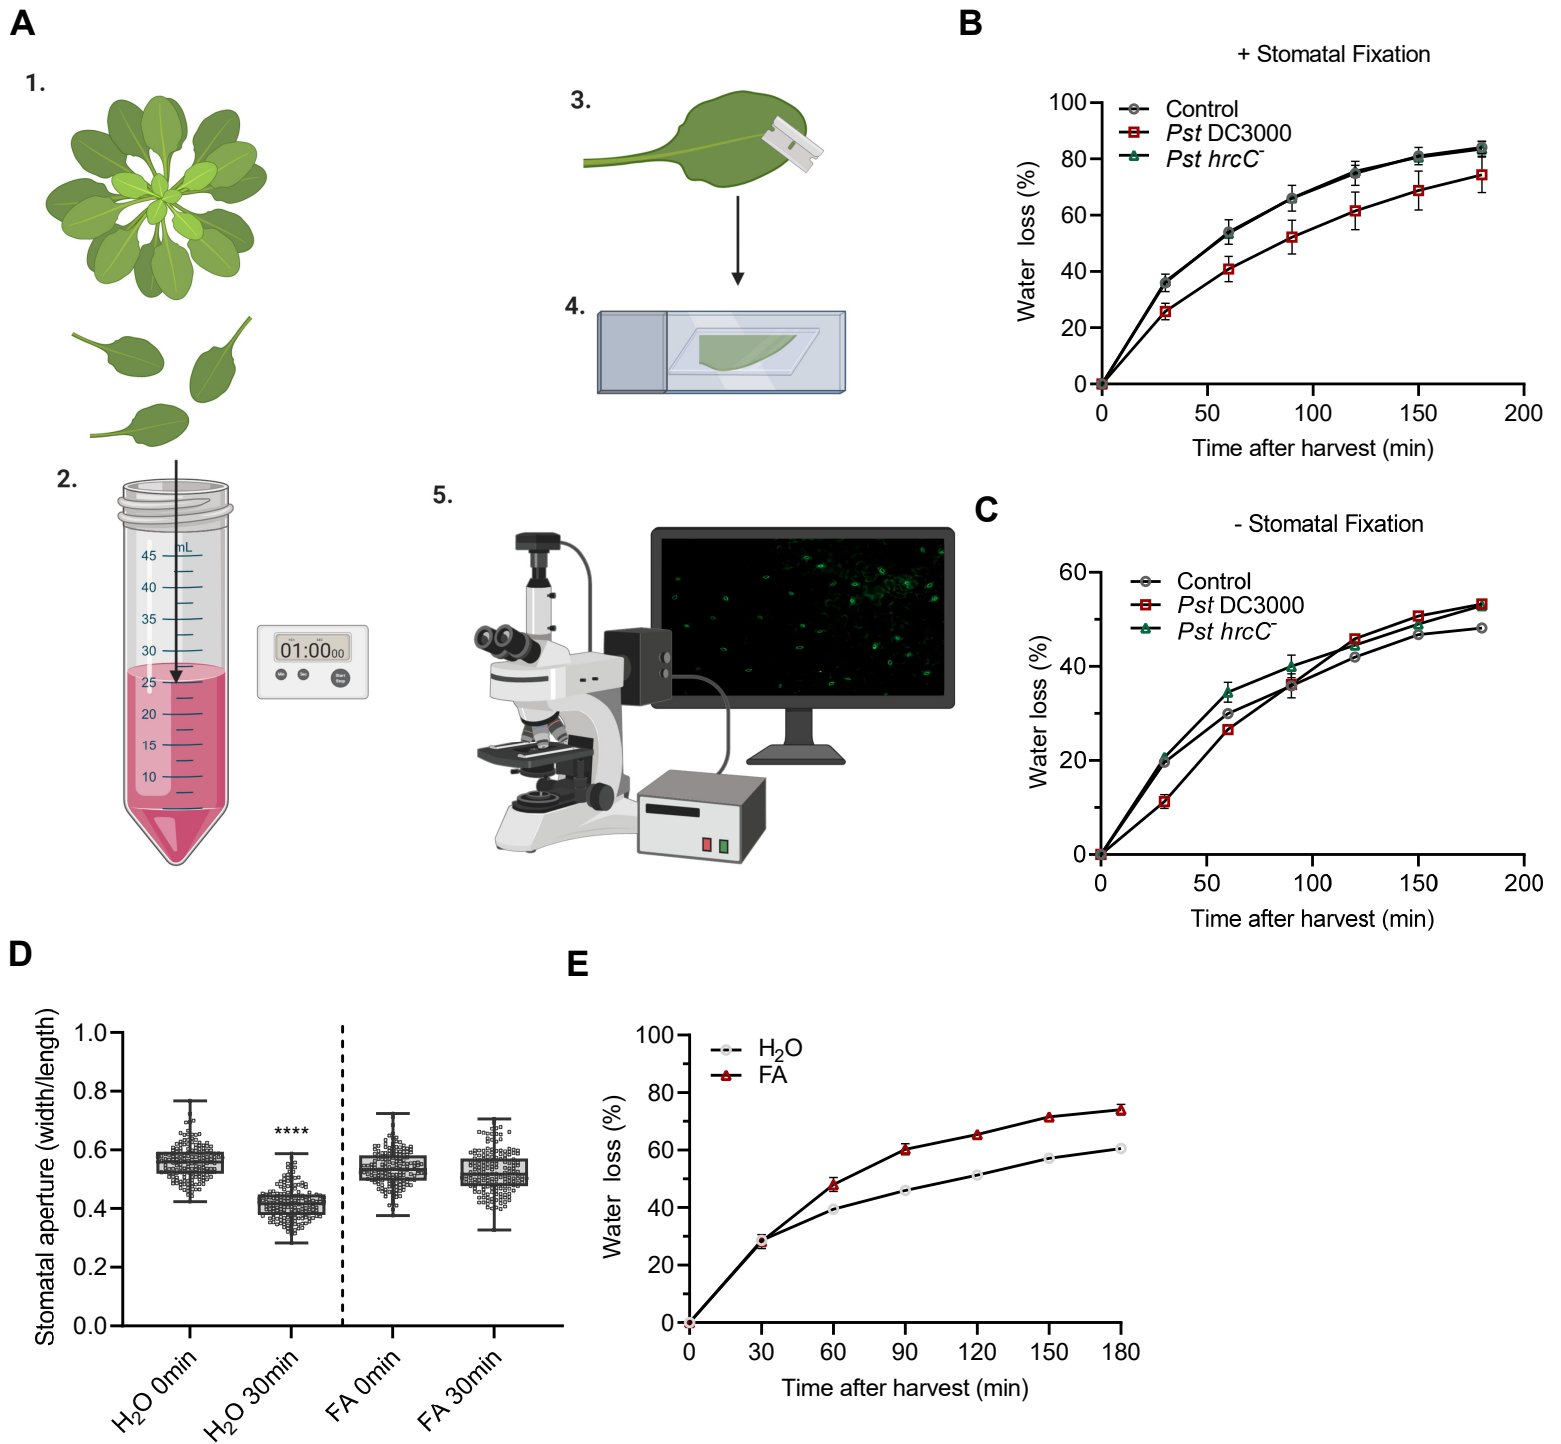 A
1.
2.
45
mL
40
35
30
25
20
15
10
01:00 00
3.
4.
5.
B
+ Stomatal Fixation
Control
Pst DC3000
Pst hrcC-
Water loss (%)
100
80
60
40
20
0
0 50 100 150 200
Time after harvest (min)
C
- Stomatal Fixation
Control
Pst DC3000
Pst hrcC-
Water loss (%)
60
40
20
0
0 50 100 150 200
Time after harvest (min)
D
Stomatal aperture (width/length)
1.0
0.8
0.6
0.4
0.2
0.0
****
H2O 0min
H2O 30min
FA 0min
FA 30min
E
H2O
FA
Water loss (%)
100
80
60
40
20
0
0 30 60 90 120 150 180
Time after harvest (min)